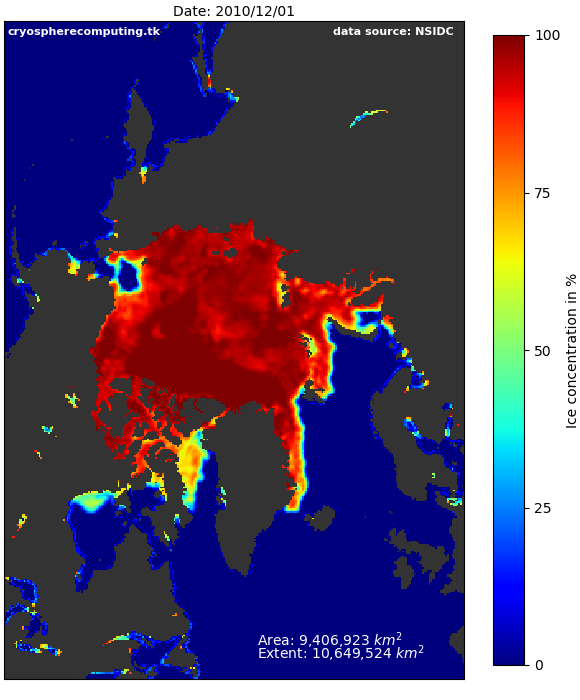 Date: 2010/12/01
cryospherecomputing.tk data source: NSIDC
100
75
50
25
0
Ice concentration in %
Area: 9,406,923 km²
Extent: 10,649,524 km²